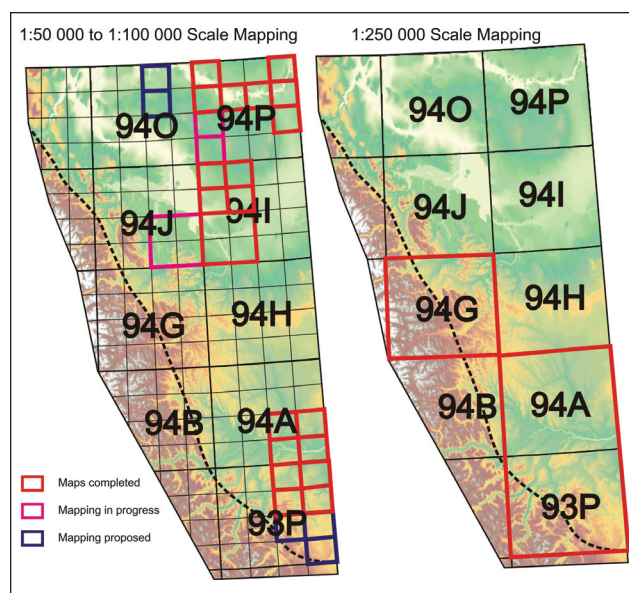 1:50 000 to 1:100 000 Scale Mapping
1:250 000 Scale Mapping
94O
94P
94J
94I
94G
94H
94B
94A
93P
Maps completed
Mapping in progress
Mapping proposed
94O
94P
94J
94I
94G
94H
94B
94A
93P